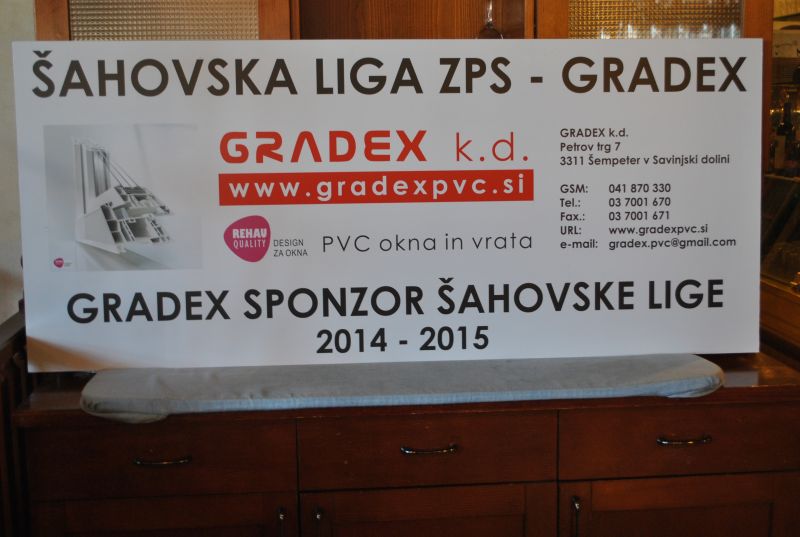 ŠAHOVSKA LIGA ZPS - GRADEX
GRADEX k.d.
www.gradexpvc.si
REHAU
QUALITY
DESIGN
ZA OKNA
PVC okna in vrata
GRADEX k.d.
Petrov trg 7
3311 Šempeter v Savinjski dolini
GSM: 041 870 330
Tel.: 03 7001 670
Fax.: 03 7001 671
URL: www.gradexpvc.si
e-mail: gradex.pvc@gmail.com
GRADEX SPONZOR ŠAHOVSKE LIGE
2014 - 2015